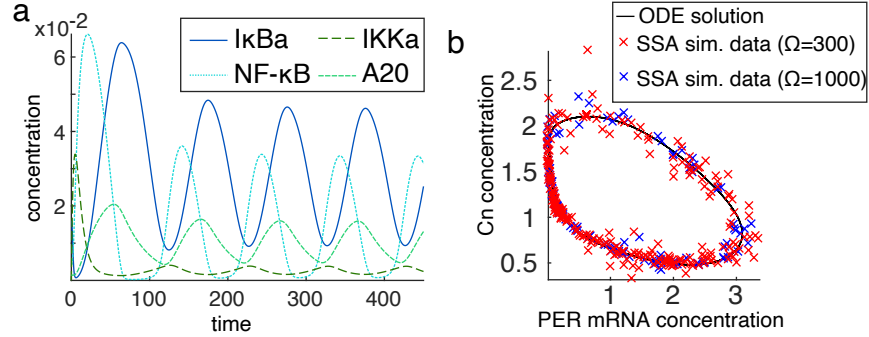 a
x10⁻²
IκBa
IKKa
NF-κB
A20
6
4
2
concentration
0
100
200
300
400
time
b
ODE solution
SSA sim. data (Ω=300)
SSA sim. data (Ω=1000)
2.5
2
1.5
1
0.5
Cn concentration
1
2
3
PER mRNA concentration